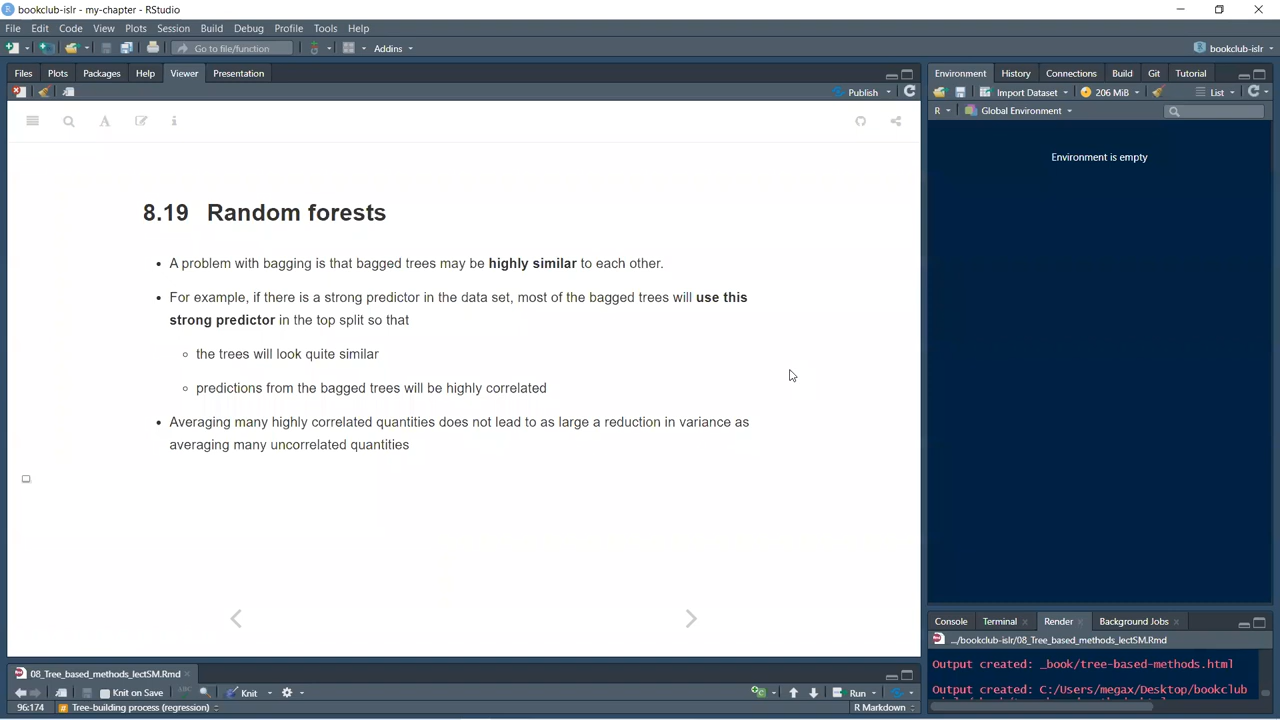 bookclub-islr - my-chapter - RStudio
File Edit Code View Plots Session Build Debug Profile Tools Help
Go to file/function Addins bookclub-islr
Files Plots Packages Help Viewer Presentation
Publish
8.19 Random forests
• A problem with bagging is that bagged trees may be highly similar to each other.
• For example, if there is a strong predictor in the data set, most of the bagged trees will use this
strong predictor in the top split so that
◦ the trees will look quite similar
◦ predictions from the bagged trees will be highly correlated
• Averaging many highly correlated quantities does not lead to as large a reduction in variance as
averaging many uncorrelated quantities
08_Tree_based_methods_lectSM.Rmd
Knit on Save ABC Knit Run
96:174 # Tree-building process (regression) R Markdown
Environment History Connections Build Git Tutorial
Import Dataset 206 MiB List
R Global Environment
Environment is empty
Console Terminal Render Background Jobs
.../bookclub-islr/08_Tree_based_methods_lectSM.Rmd
Output created: _book/tree-based-methods.html
Output created: C:/Users/megax/Desktop/bookclub